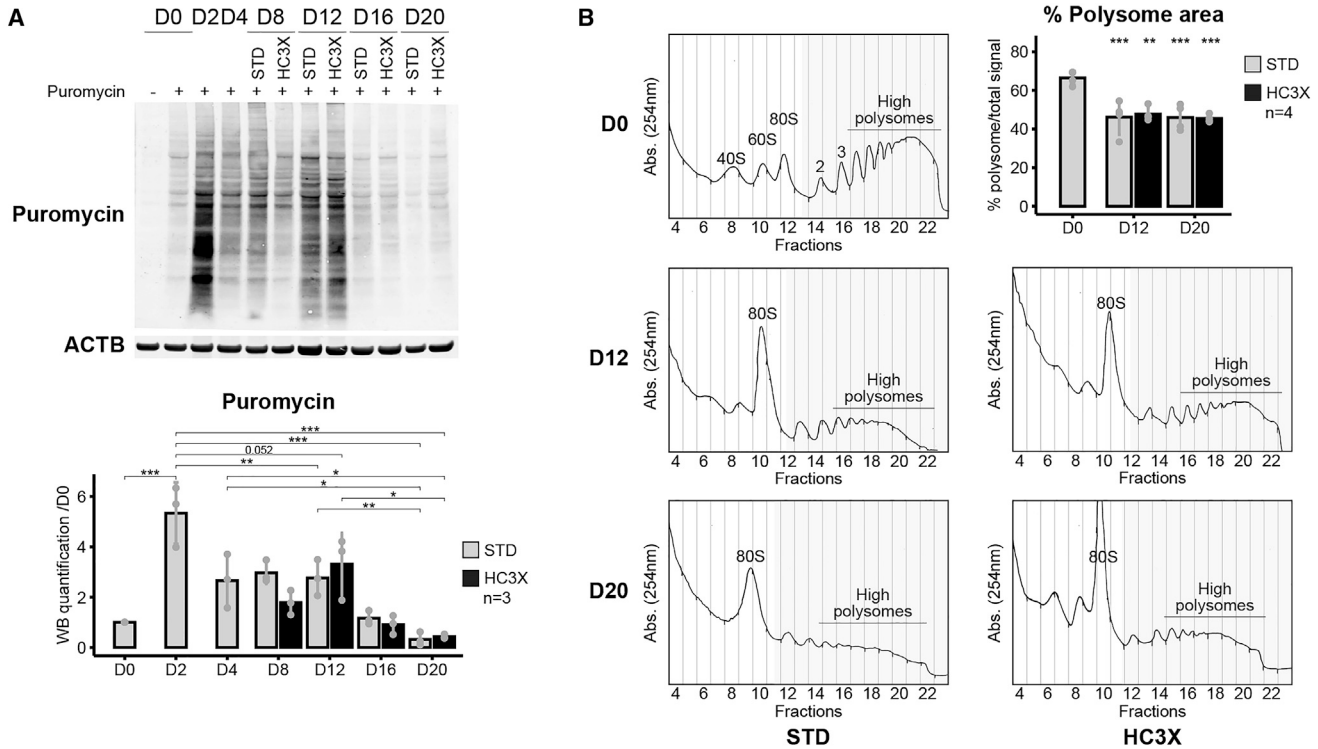 A
D0 D2 D4 D8 D12 D16 D20
STD HC3X STD HC3X STD HC3X STD HC3X
Puromycin - + + + + + + + + + + +
Puromycin
ACTB
Puromycin
***
***
0.052
**
*** *
*
*
**
WB quantification /D0
6
4
2
0
D0 D2 D4 D8 D12 D16 D20
STD
HC3X
n=3
B
D0
Abs. (254nm)
40S 60S 80S 2 3
High
polysomes
4 6 8 10 12 14 16 18 20 22
Fractions
% Polysome area
% polysome/total signal
80
60
40
20
0
*** ** *** ***
D0 D12 D20
STD
HC3X
n=4
D12
Abs. (254nm)
80S
High
polysomes
4 6 8 10 12 14 16 18 20 22
Fractions
Abs. (254nm)
80S
High
polysomes
4 6 8 10 12 14 16 18 20 22
Fractions
D20
Abs. (254nm)
80S
High
polysomes
4 6 8 10 12 14 16 18 20 22
Fractions
STD
Abs. (254nm)
80S
High
polysomes
4 6 8 10 12 14 16 18 20 22
Fractions
HC3X